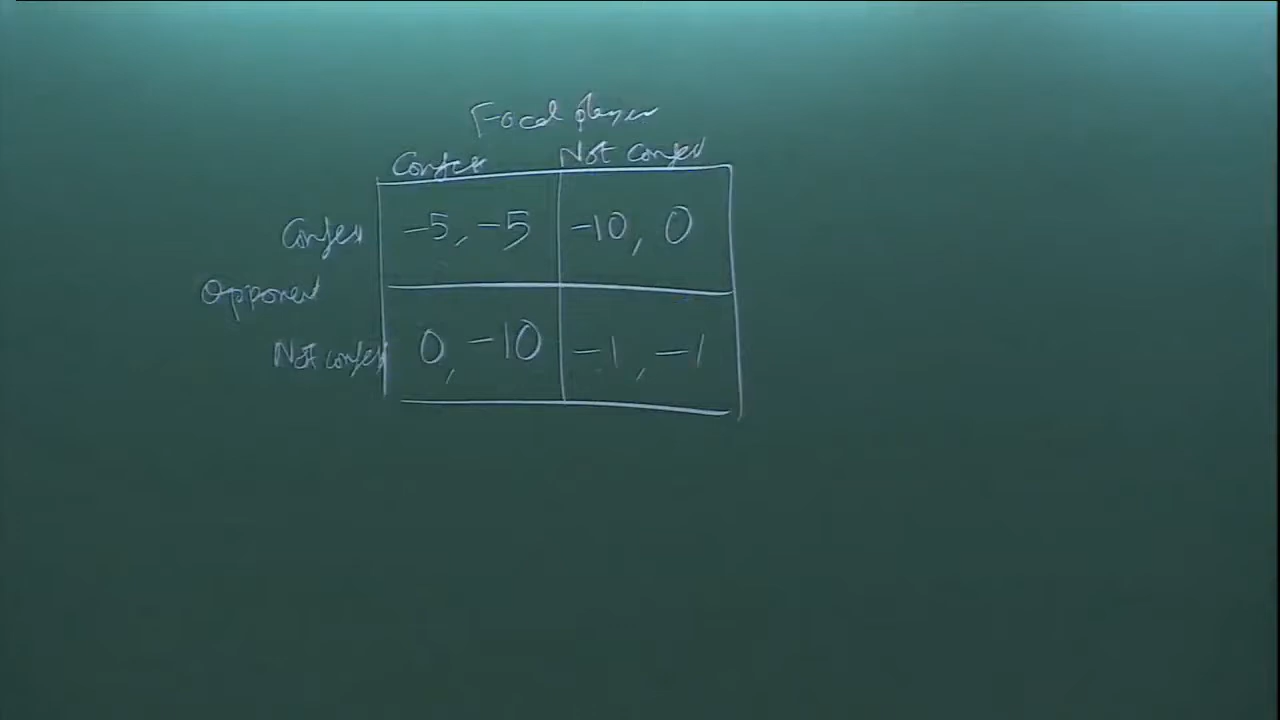 Focal player
Confess Not confess
Confess -5, -5 -10, 0
Opponent
Not confess 0, -10 -1, -1